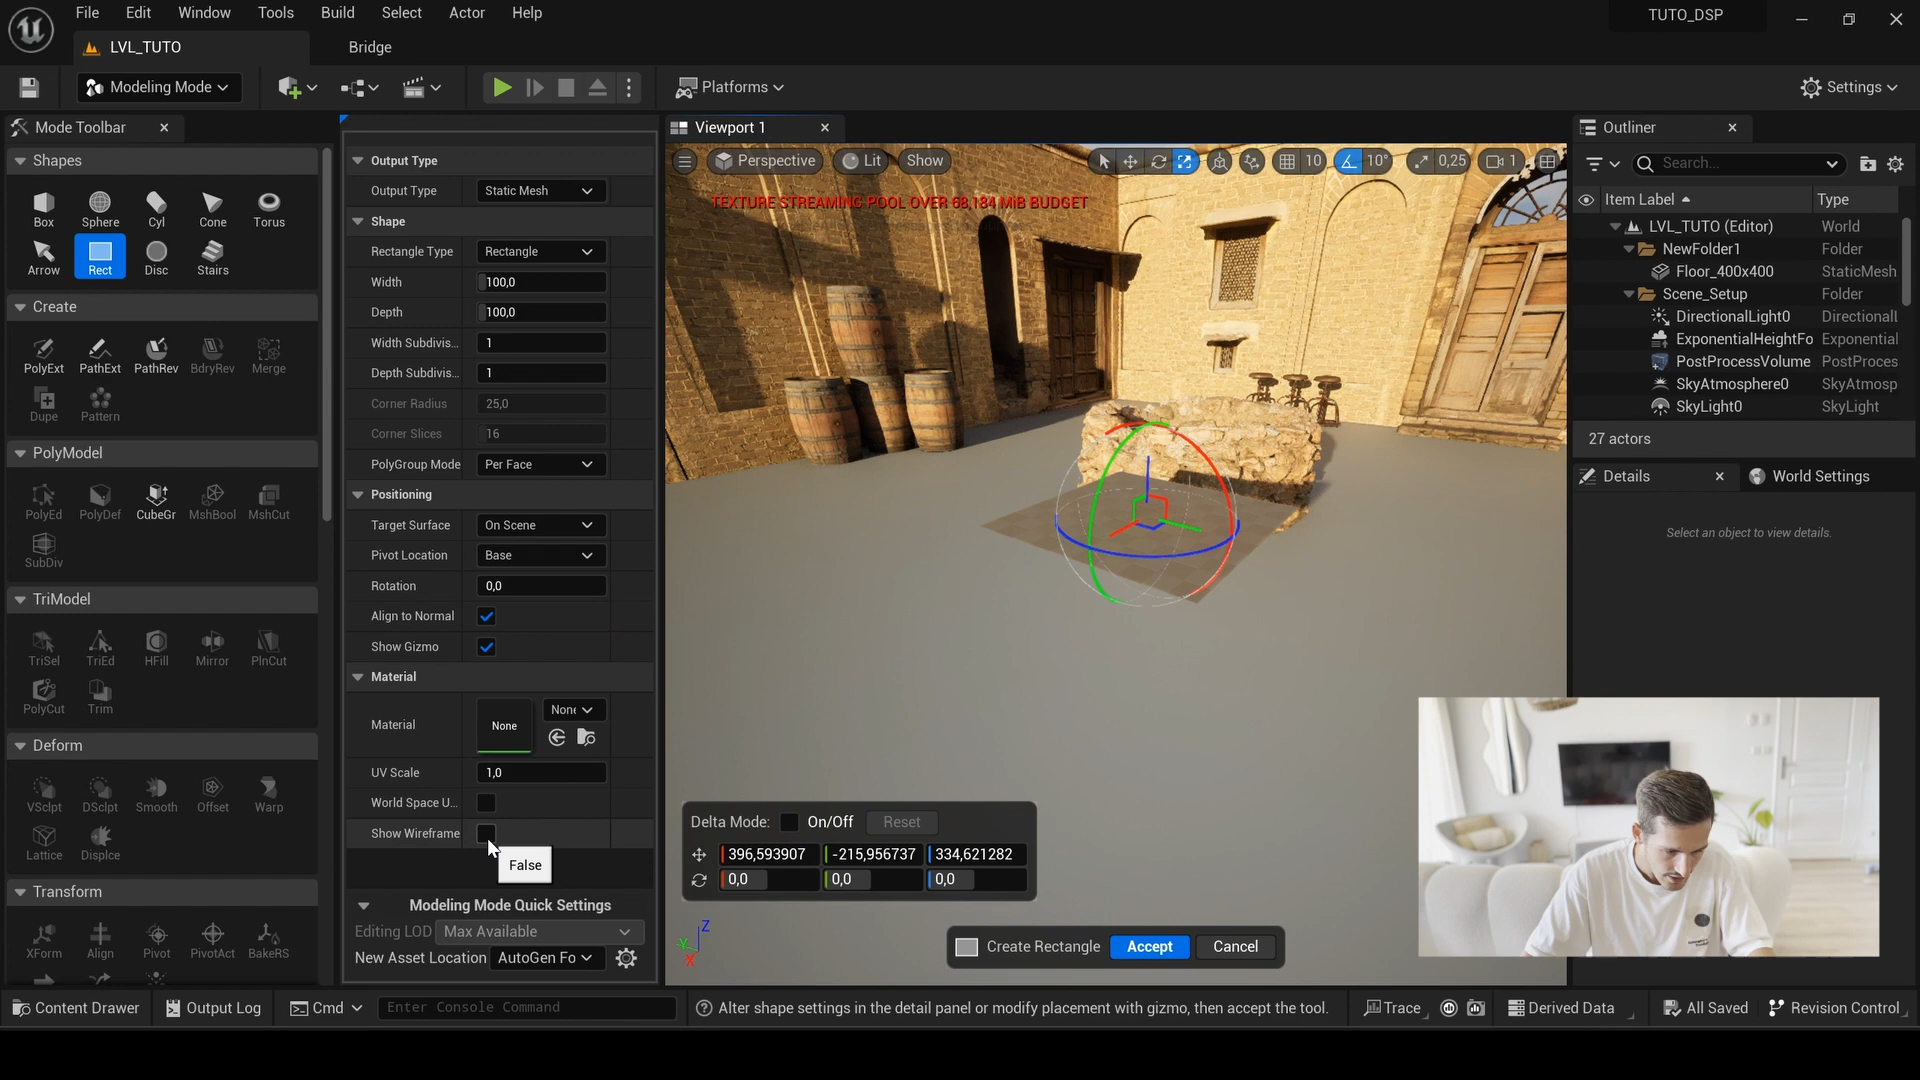 File Edit Window Tools Build Select Actor Help
TUTO_DSP
LVL_TUTO
Bridge
Modeling Mode
Platforms
Settings
Mode Toolbar
Shapes
Box Sphere Cyl Cone Torus
Arrow Rect Disc Stairs
Create
PolyExt PathExt PathRev BdryRev Merge
Dupe Pattern
PolyModel
PolyEd PolyDef CubeGr MshBool MshCut
SubDiv
TriModel
TriSel TriEd HFill Mirror PlnCut
PolyCut Trim
Deform
VSclpt DSclpt Smooth Offset Warp
Lattice Displce
Transform
XForm Align Pivot PivotAct BakeRS
Output Type
Output Type Static Mesh
Shape
Rectangle Type Rectangle
Width 100,0
Depth 100,0
Width Subdivis... 1
Depth Subdivis... 1
Corner Radius 25,0
Corner Slices 16
PolyGroup Mode Per Face
Positioning
Target Surface On Scene
Pivot Location Base
Rotation 0,0
Align to Normal
Show Gizmo
Material
Material None None
UV Scale 1,0
World Space U...
Show Wireframe
False
Modeling Mode Quick Settings
Editing LOD Max Available
New Asset Location AutoGen Fo
Viewport 1
Perspective Lit Show 10 10° 0,25 1
TEXTURE STREAMING POOL OVER 68,184 MiB BUDGET
Delta Mode: On/Off Reset
396,593907 -215,956737 334,621282
0,0 0,0 0,0
Z
Y
X
Create Rectangle Accept Cancel
Outliner
Search...
Item Label Type
LVL_TUTO (Editor) World
NewFolder1 Folder
Floor_400x400 StaticMesh
Scene_Setup Folder
DirectionalLight0 Directionall
ExponentialHeightFo Exponential
PostProcessVolume PostProces
SkyAtmosphere0 SkyAtmosp
SkyLight0 SkyLight
27 actors
Details
World Settings
Select an object to view details.
Content Drawer Output Log Cmd Enter Console Command Alter shape settings in the detail panel or modify placement with gizmo, then accept the tool. Trace Derived Data All Saved Revision Control